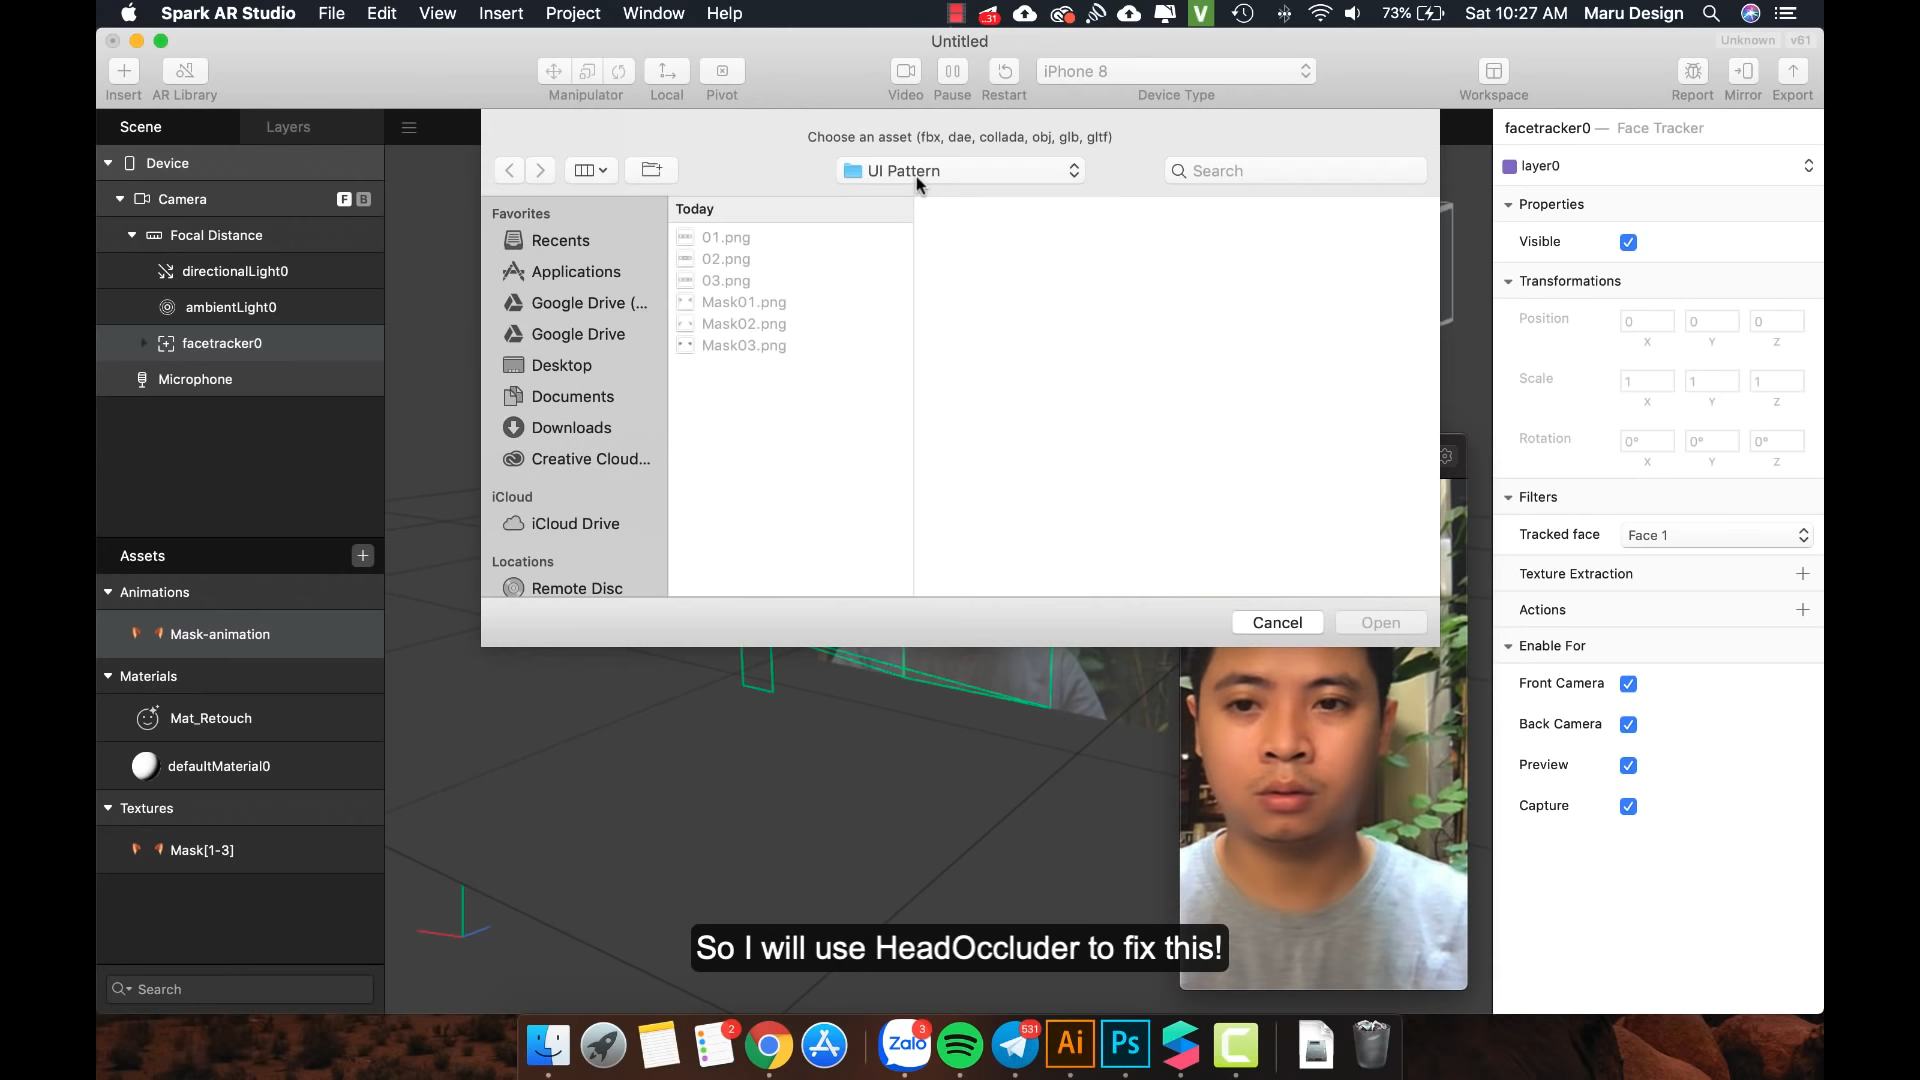 Spark AR Studio File Edit View Insert Project Window Help
..31
V
73%
Sat 10:27 AM
Maru Design
Untitled
Unknown v61
Insert AR Library
Manipulator Local Pivot
Video Pause Restart
iPhone 8
Device Type
Workspace
Report Mirror Export
Scene Layers
Device
Camera F B
Focal Distance
directionalLight0
ambientLight0
facetracker0
Microphone
Assets
Animations
Mask-animation
Materials
Mat_Retouch
defaultMaterial0
Textures
Mask[1-3]
Search
Choose an asset (fbx, dae, collada, obj, glb, gltf)
UI Pattern
Search
Favorites
Recents
Applications
Google Drive (...
Google Drive
Desktop
Documents
Downloads
Creative Cloud...
iCloud
iCloud Drive
Locations
Remote Disc
Today
01.png
02.png
03.png
Mask01.png
Mask02.png
Mask03.png
Cancel Open
facetracker0 — Face Tracker
layer0
Properties
Visible
Transformations
Position 0 0 0
X Y Z
Scale 1 1 1
X Y Z
Rotation 0° 0° 0°
X Y Z
Filters
Tracked face Face 1
Texture Extraction
Actions
Enable For
Front Camera
Back Camera
Preview
Capture
So I will use HeadOccluder to fix this!
2
Zalo 3
531
Ai
Ps